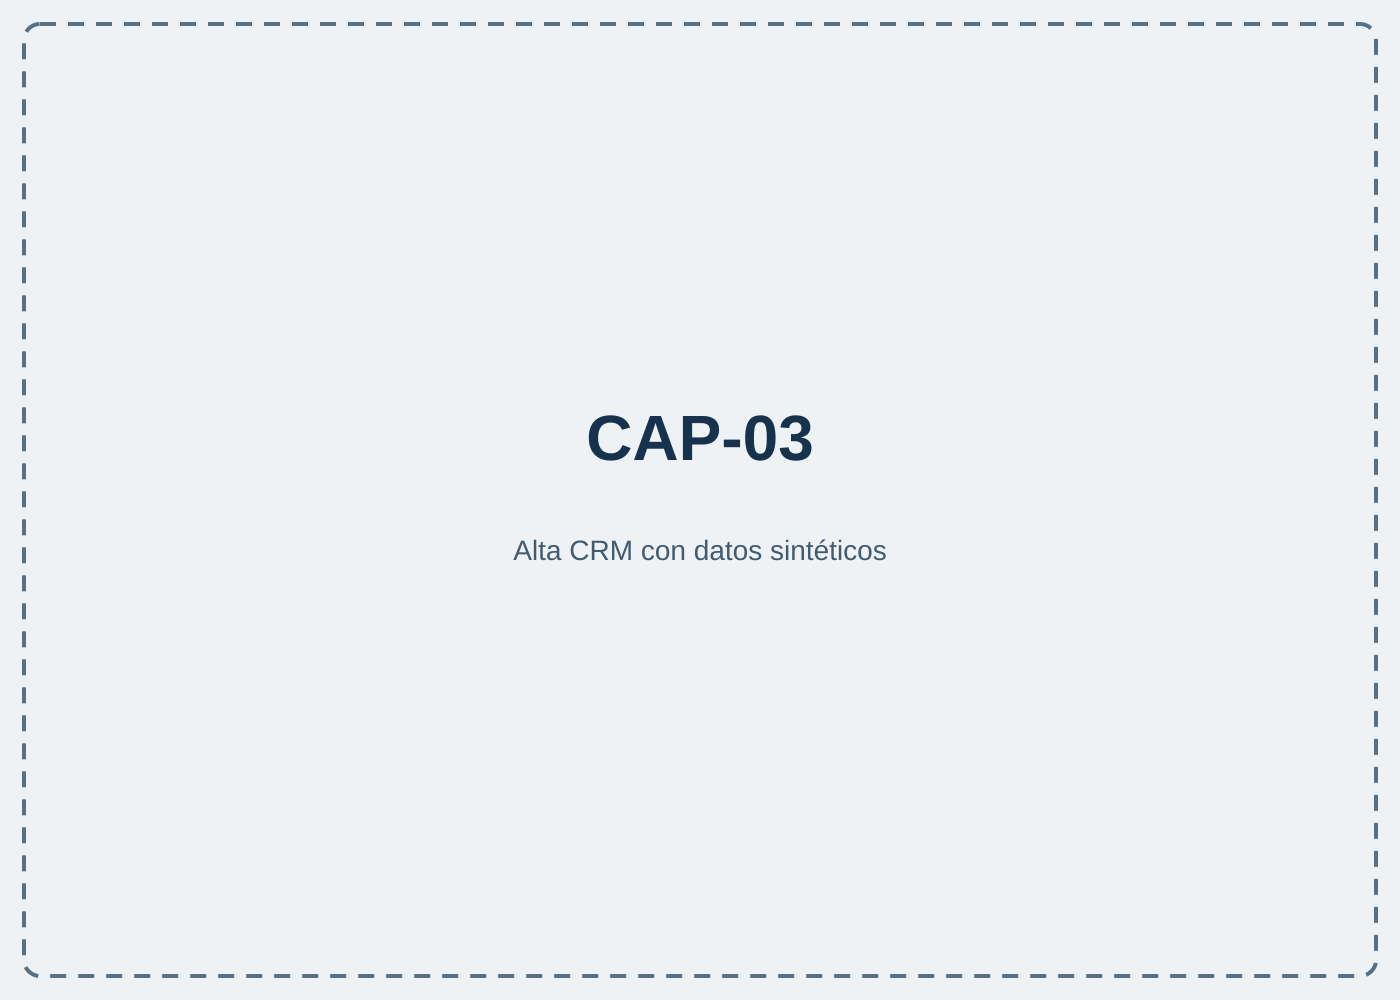 CAP-03
Alta CRM con datos sintéticos